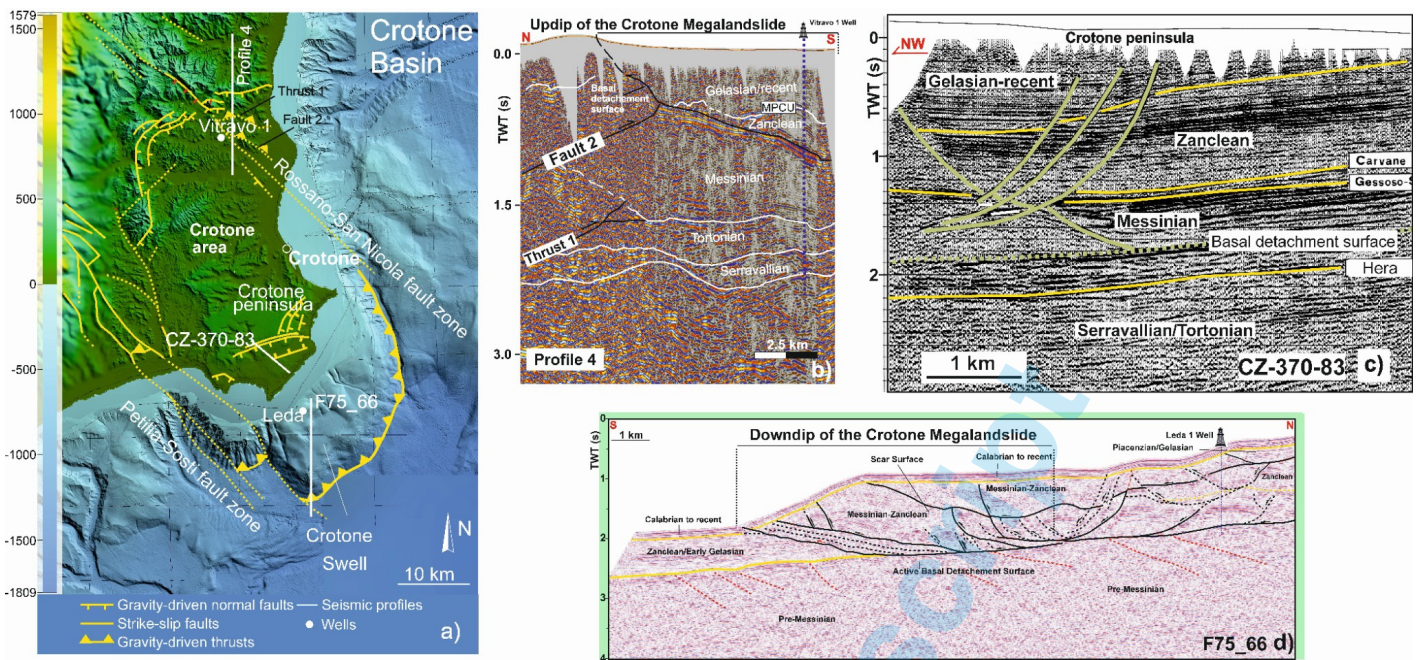 1579
1000
500
0
-500
-1000
-1500
-1809
Crotone
Basin
Profile 4
Thrust 1
Vitravo 1
Fault 2
Rossano-San Nicola fault zone
Crotone
area
Crotone
Crotone
peninsula
CZ-370-83
F75_66
Leda
Petilia-Sosti fault zone
Crotone
Swell
N
10 km
Gravity-driven normal faults
Seismic profiles
Strike-slip faults
Wells
Gravity-driven thrusts
a)
Updip of the Crotone Megalandslide
Vitravo 1 Well
N
S
0.0
TWT (s)
1.5
3.0
Basal
detachement
surface
Gelasian/recent
MPCU
Zanclean
Fault 2
Messinian
Thrust 1
Tortonian
Serravallian
2.5 km
Profile 4
b)
0
NW
Crotone peninsula
TWT (s)
Gelasian-recent
Zanclean
1
Carvane
Gessoso-S
Messinian
Basal detachment surface
2
Hera
Serravallian/Tortonian
1 km
CZ-370-83
c)
0
S
N
1 km
Downdip of the Crotone Megalandslide
Leda 1 Well
TWT (s)
Scar Surface
Calabrian to recent
Piacenzian/Gelasian
1
Messinian-Zanclean
Zanclean
Messinian-Zanclean
Calabrian to recent
2
Zanclean/Early Gelasian
Active Basal Detachement Surface
Pre-Messinian
3
Pre-Messinian
4
F75_66
d)